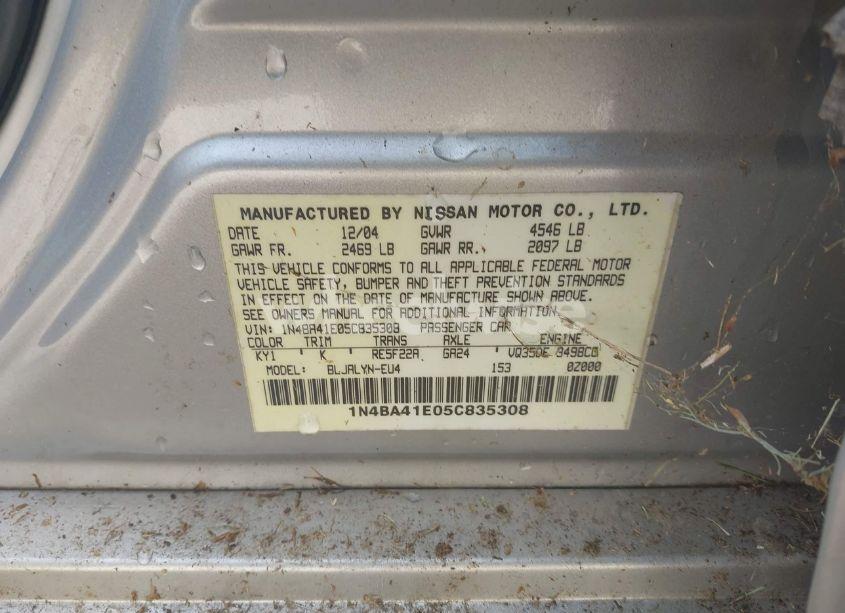 MANUFACTURED BY NISSAN MOTOR CO., LTD.
DATE 12/04 GVWR 4546 LB
GAWR FR. 2469 LB GAWR RR. 2097 LB
THIS VEHICLE CONFORMS TO ALL APPLICABLE FEDERAL MOTOR
VEHICLE SAFETY, BUMPER AND THEFT PREVENTION STANDARDS
IN EFFECT ON THE DATE OF MANUFACTURE SHOWN ABOVE.
SEE OWNERS MANUAL FOR ADDITIONAL INFORMATION.
VIN: 1N4BA41E05C835308 PASSENGER CAR
COLOR TRIM TRANS AXLE ENGINE
KY1 K RE5F22A GA24 VQ35DE 3498CC
MODEL: BLJALYN-EU4 153 0Z000
1N4BA41E05C835308